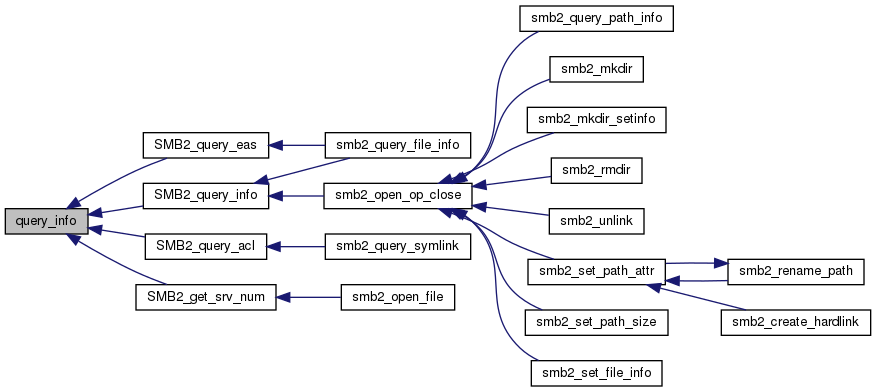 query_info
SMB2_query_eas
SMB2_query_info
SMB2_query_acl
SMB2_get_srv_num
smb2_query_file_info
smb2_open_op_close
smb2_query_symlink
smb2_open_file
smb2_query_path_info
smb2_mkdir
smb2_mkdir_setinfo
smb2_rmdir
smb2_unlink
smb2_set_path_attr
smb2_set_path_size
smb2_set_file_info
smb2_rename_path
smb2_create_hardlink